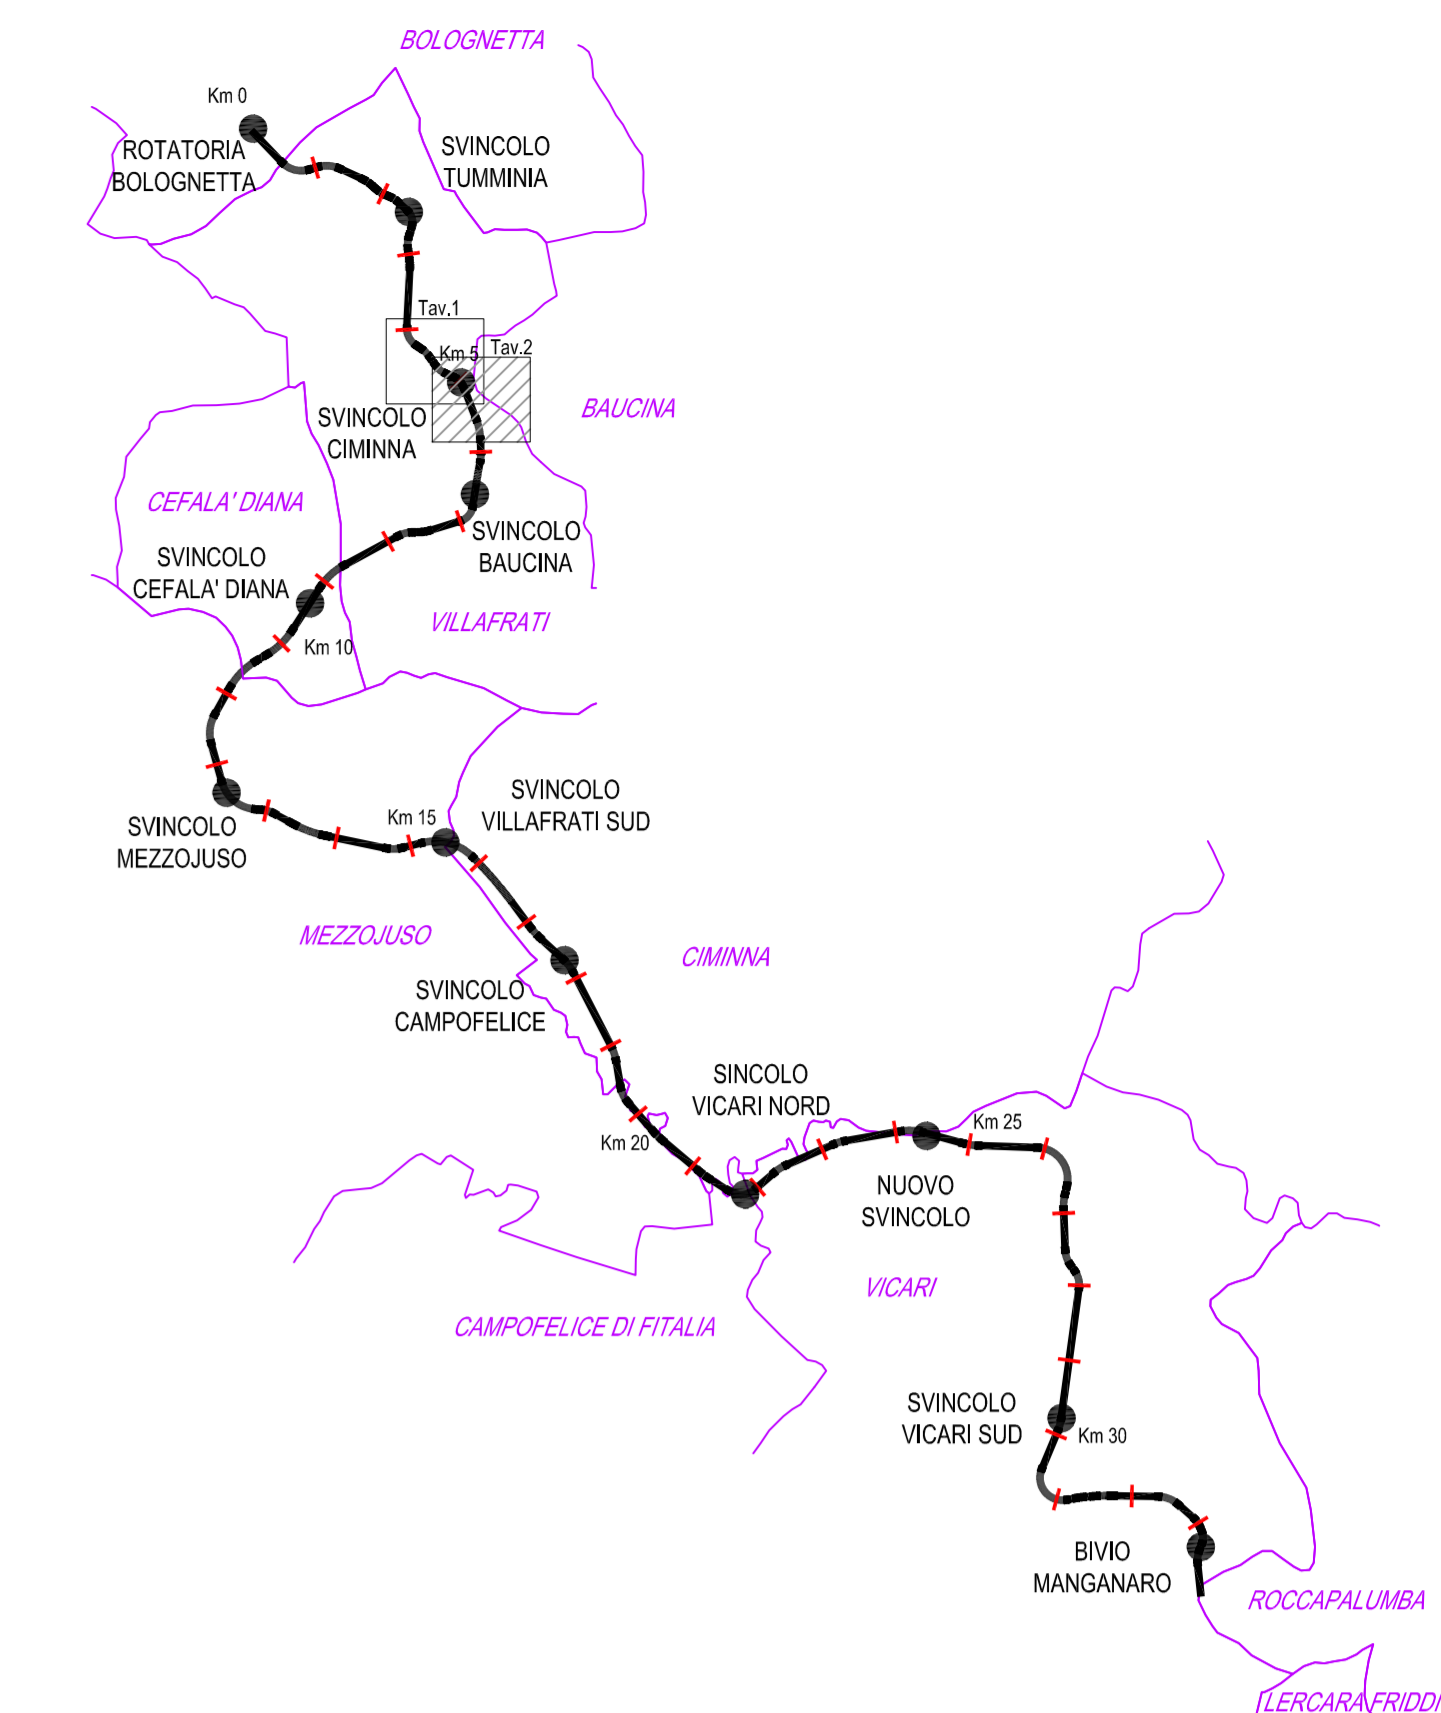 BOLOGNETTA
Km 0
ROTATORIA
BOLOGNETTA
SVINCOLO
TUMMINIA
Tav.1
Km 5
Tav.2
SVINCOLO
CIMINNA
BAUCINA
CEFALA' DIANA
SVINCOLO
BAUCINA
SVINCOLO
CEFALA' DIANA
VILLAFRATI
Km 10
SVINCOLO
VILLAFRATI SUD
Km 15
SVINCOLO
MEZZOJUSO
MEZZOJUSO
CIMINNA
SVINCOLO
CAMPOFELICE
SINCOLO
VICARI NORD
Km 20
Km 25
NUOVO
SVINCOLO
VICARI
CAMPOFELICE DI FITALIA
SVINCOLO
VICARI SUD
Km 30
BIVIO
MANGANARO
ROCCAPALUMBA
LERCARA FRIDDI